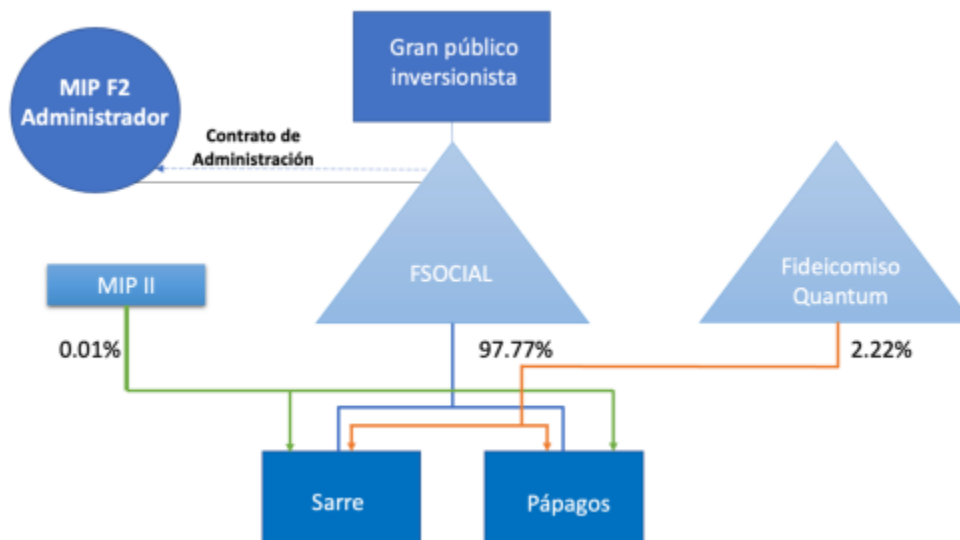 Gran público
inversionista
MIP F2
Administrador
Contrato de
Administración
FSOCIAL
Fideicomiso
Quantum
MIP II
0.01%
97.77%
2.22%
Sarre
Pápagos